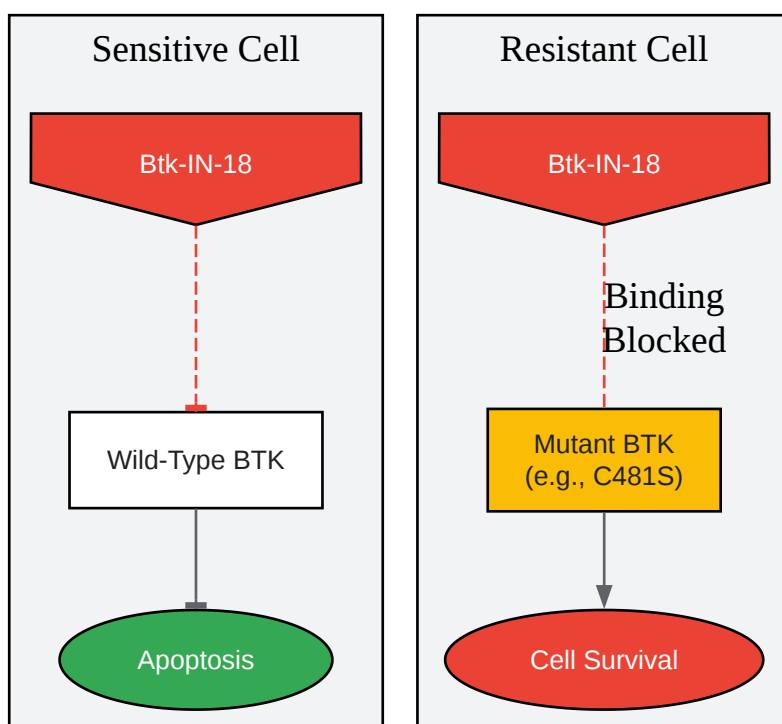 Sensitive Cell
Btk-IN-18
Wild-Type BTK
Apoptosis
Resistant Cell
Btk-IN-18
Binding
Blocked
Mutant BTK
(e.g., C481S)
Cell Survival